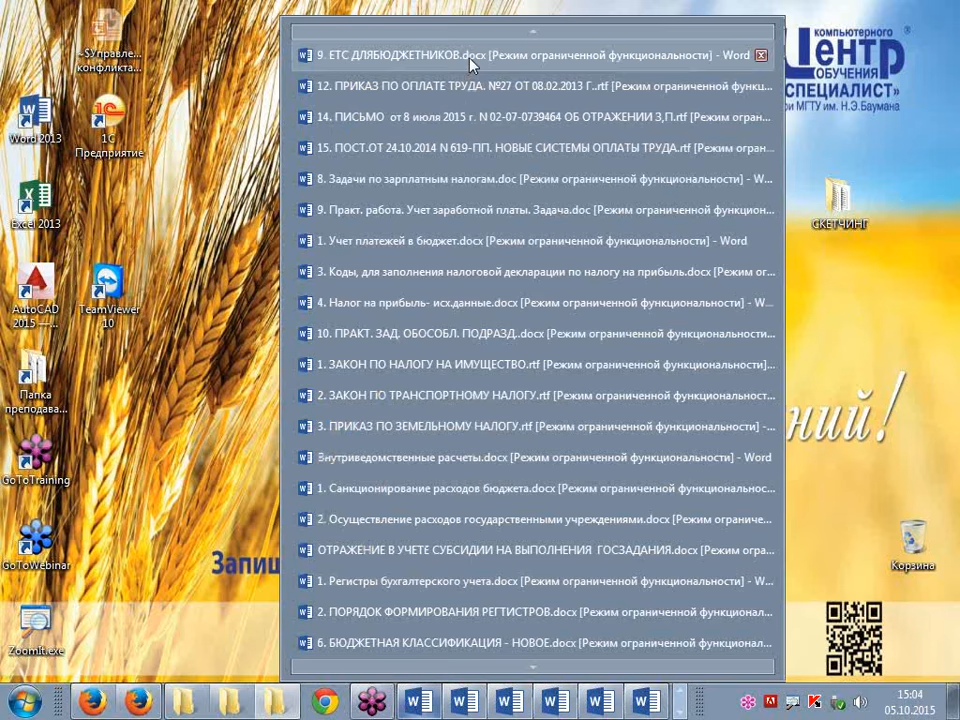 ~$Управле...
конфликта...
Word 2013
1С
Предприятие
Excel 2013
AutoCAD
2015 —...
TeamViewer
10
Папка
преподава...
GoToTraining
GoToWebinar
ZoomIt.exe
9. ЕТС ДЛЯБЮДЖЕТНИКОВ.docx [Режим ограниченной функциональности] - Word
12. ПРИКАЗ ПО ОПЛАТЕ ТРУДА. №27 ОТ 08.02.2013 Г..rtf [Режим ограниченной функц...
14. ПИСЬМО от 8 июля 2015 г. N 02-07-0739464 ОБ ОТРАЖЕНИИ З,П.rtf [Режим огран...
15. ПОСТ.ОТ 24.10.2014 N 619-ПП. НОВЫЕ СИСТЕМЫ ОПЛАТЫ ТРУДА.rtf [Режим огран...
8. Задачи по зарплатным налогам.doc [Режим ограниченной функциональности] - W...
9. Практ. работа. Учет заработной платы. Задача.doc [Режим ограниченной функцион...
1. Учет платежей в бюджет.docx [Режим ограниченной функциональности] - Word
3. Коды, для заполнения налоговой декларации по налогу на прибыль.docx [Режим ог...
4. Налог на прибыль- исх.данные.docx [Режим ограниченной функциональности] - W...
10. ПРАКТ. ЗАД. ОБОСОБЛ. ПОДРАЗД..docx [Режим ограниченной функциональности...
1. ЗАКОН ПО НАЛОГУ НА ИМУЩЕСТВО.rtf [Режим ограниченной функциональности]...
2. ЗАКОН ПО ТРАНСПОРТНОМУ НАЛОГУ.rtf [Режим ограниченной функциональност...
3. ПРИКАЗ ПО ЗЕМЕЛЬНОМУ НАЛОГУ.rtf [Режим ограниченной функциональности] -...
Внутриведомственные расчеты.docx [Режим ограниченной функциональности] - Word
1. Санкционирование расходов бюджета.docx [Режим ограниченной функциональнос...
2. Осуществление расходов государственными учреждениями.docx [Режим ограниче...
ОТРАЖЕНИЕ В УЧЕТЕ СУБСИДИИ НА ВЫПОЛНЕНИЯ ГОСЗАДАНИЯ.docx [Режим огра...
1. Регистры бухгалтерского учета.docx [Режим ограниченной функциональности] - W...
2. ПОРЯДОК ФОРМИРОВАНИЯ РЕГТИСТРОВ.docx [Режим ограниченной функционал...
6. БЮДЖЕТНАЯ КЛАССИФИКАЦИЯ - НОВОЕ.docx [Режим ограниченной функционал...
компьютерного
Центр
ОБУЧЕНИЯ
СПЕЦИАЛИСТ»
при МГТУ им. Н.Э.Баумана
СКЕТЧИНГ
ний!
Запиш
Корзина
15:04
05.10.2015